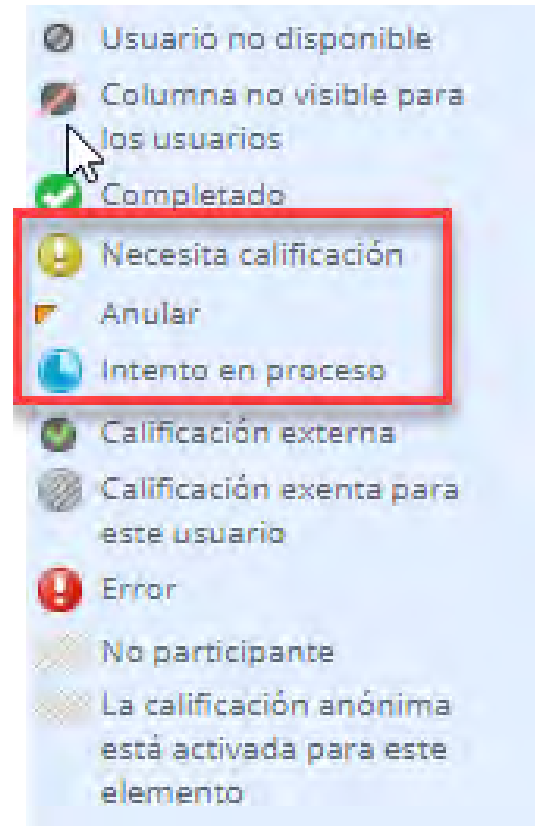 Usuario no disponible
Columna no visible para
los usuarios
Completado
Necesita calificación
Anular
Intento en proceso
Calificación externa
Calificación exenta para
este usuario
Error
No participante
La calificación anónima
está activada para este
elemento